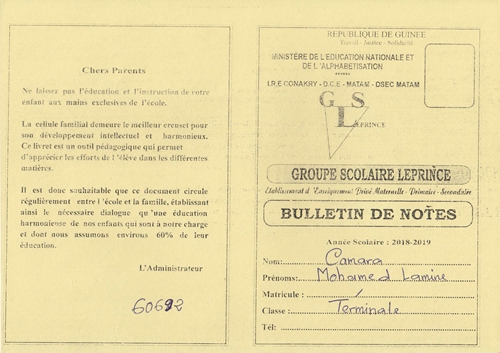 Chers Parents
Ne laissez pas l'éducation et l'instruction de votre
enfant aux mains exclusives de l'école.
La cellule familial demeure le meilleur creuset pour
son développement intellectuel et harmonieux.
Ce livret est un outil pédagogique qui permet
d'apprécier les efforts de l'élève dans les différentes
matières.
Il est donc souhaitable que ce document circule
régulièrement entre l'école et la famille, établissant
ainsi le nécessaire dialogue qu'une éducation
harmonieuse de nos enfants qui sont à notre charge
et dont nous assumons environs 60% de leur
éducation.
L'Administrateur
60692
REPUBLIQUE DE GUINEE
Travail - Justice - Solidarité
MINISTÈRE DE L'EDUCATION NATIONALE ET
DE L'ALPHABETISATION
*****
I.R.E CONAKRY - D.C.E - MATAM - DSEC MATAM
G S
LEPRINCE
GROUPE SCOLAIRE LEPRINCE
Etablissement d'Enseignement Privé Maternelle - Primaire - Secondaire
BULLETIN DE NOTES
Année Scolaire : 2018-2019
Nom: Camara
Prénoms: Mohamed Lamine
Matricule : /
Classe : Terminale
Tél: